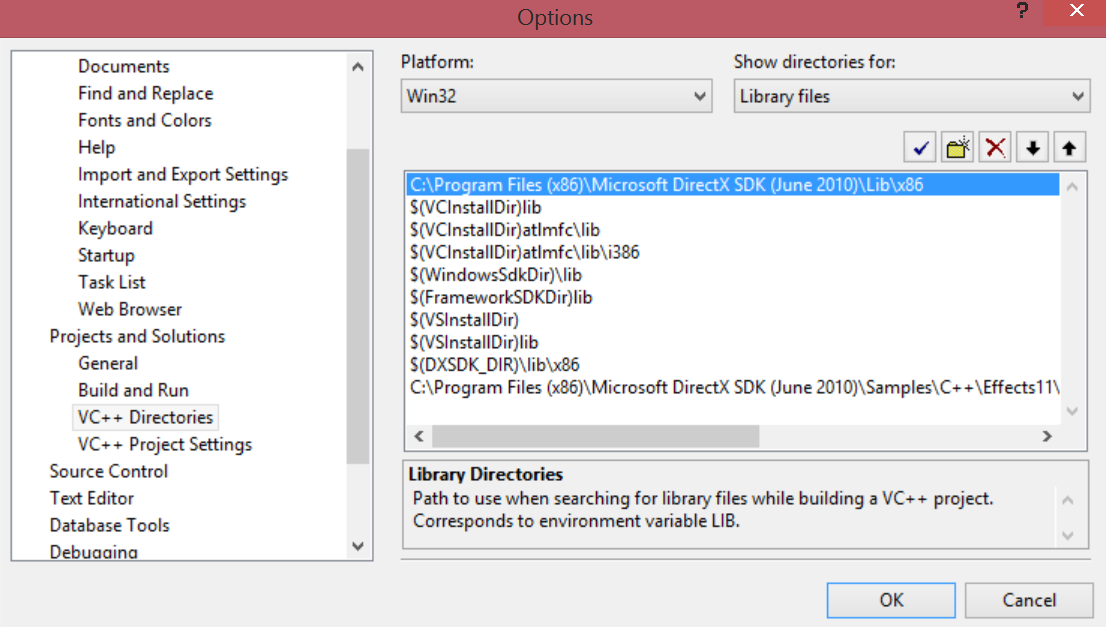 Options
?
Documents
Find and Replace
Fonts and Colors
Help
Import and Export Settings
International Settings
Keyboard
Startup
Task List
Web Browser
Projects and Solutions
General
Build and Run
VC++ Directories
VC++ Project Settings
Source Control
Text Editor
Database Tools
Debugging
Platform:
Win32
Show directories for:
Library files
C:\Program Files (x86)\Microsoft DirectX SDK (June 2010)\Lib\x86
$(VCInstallDir)lib
$(VCInstallDir)atlmfc\lib
$(VCInstallDir)atlmfc\lib\i386
$(WindowsSdkDir)\lib
$(FrameworkSDKDir)lib
$(VSInstallDir)
$(VSInstallDir)lib
$(DXSDK_DIR)\lib\x86
C:\Program Files (x86)\Microsoft DirectX SDK (June 2010)\Samples\C++\Effects11\
Library Directories
Path to use when searching for library files while building a VC++ project.
Corresponds to environment variable LIB.
OK
Cancel